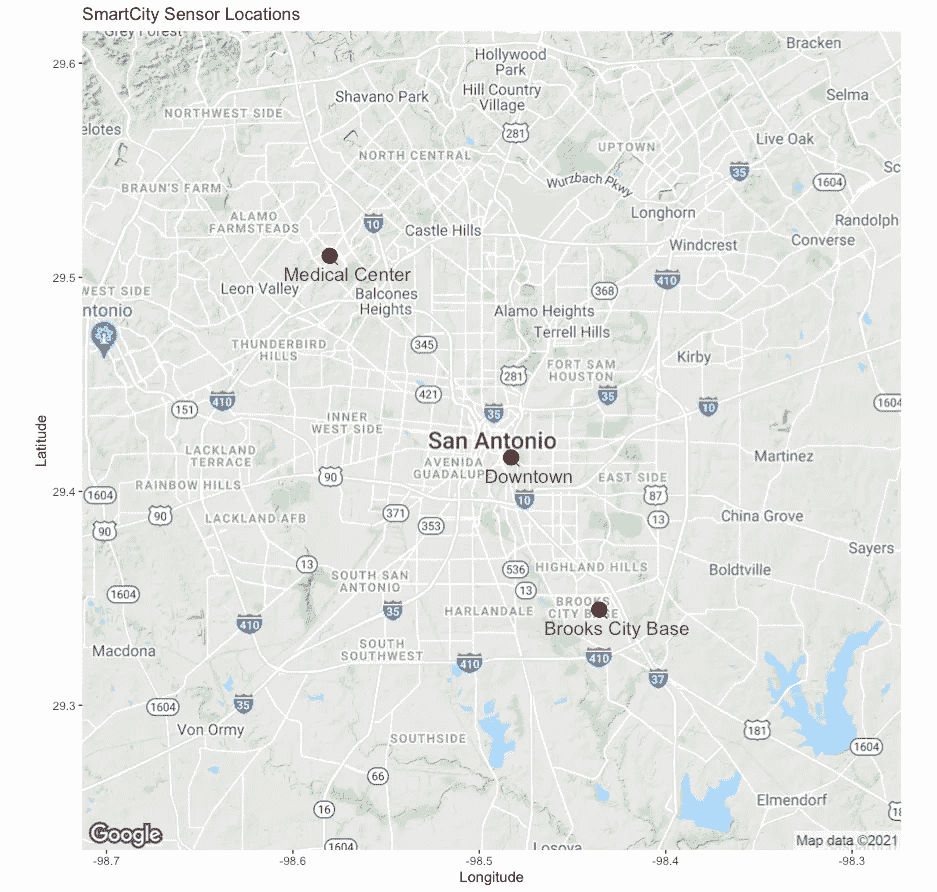 SmartCity Sensor Locations
Grey Forest
Hollywood
Park
Bracken
29.6
Shavano Park
Hill Country
Village
Selma
NORTHWEST SIDE
elotes
281
Live Oak
UPTOWN
NORTH CENTRAL
35
Sc
1604
Wurzbach Pkwy
BRAUN'S FARM
Longhorn
ALAMO
FARMSTEADS
10
Castle Hills
Randolph
Converse
Windcrest
29.5
Medical Center
410
Leon Valley
Balcones
Heights
368
WEST SIDE
ntonio
Alamo Heights
Terrell Hills
345
THUNDERBIRD
HILLS
Kirby
FORT SAM
HOUSTON
281
421
35
410
151
35
10
1604
INNER
WEST SIDE
San Antonio
Latitude
LACKLAND
TERRACE
AVENIDA
GUADALUP
Downtown
Martinez
90
EAST SIDE
RAINBOW HILLS
29.4
1604
10
87
371
353
13
90
90
LACKLAND AFB
China Grove
Sayers
13
536
HIGHLAND HILLS
Boldtville
SOUTH SAN
ANTONIO
13
1604
35
HARLANDALE
BROOKS
CITY BASE
Brooks City Base
410
SOUTH
SOUTHWEST
Macdona
410
410
37
29.3
1604
35
Von Ormy
181
SOUTHSIDE
1604
66
16
Elmendorf
18
Google
1604
Losoya
Map data ©2021
-98.7
-98.6
-98.5
-98.4
-98.3
Longitude